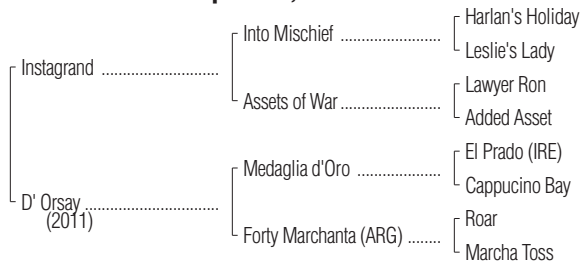 Harlan's Holiday
Into Mischief ....................
Leslie's Lady
Instagrand ........................
Lawyer Ron
Assets of War ...................
Added Asset
El Prado (IRE)
Medaglia d'Oro .................
Cappucino Bay
D' Orsay ...........................
(2011)
Roar
Forty Marchanta (ARG) .......
Marcha Toss